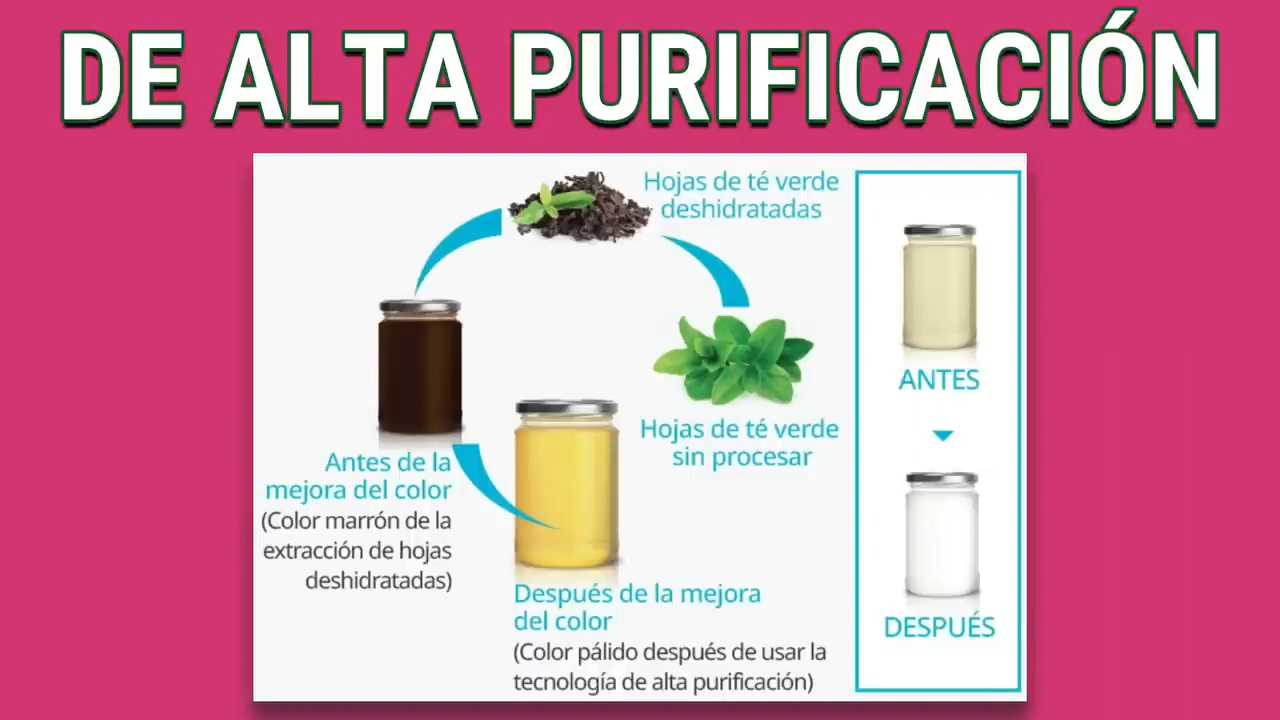 DE ALTA PURIFICACIÓN
Hojas de té verde
deshidratadas
Hojas de té verde
sin procesar
Antes de la
mejora del color
(Color marrón de la
extracción de hojas
deshidratadas)
Después de la mejora
del color
(Color pálido después de usar la
tecnología de alta purificación)
ANTES
DESPUÉS